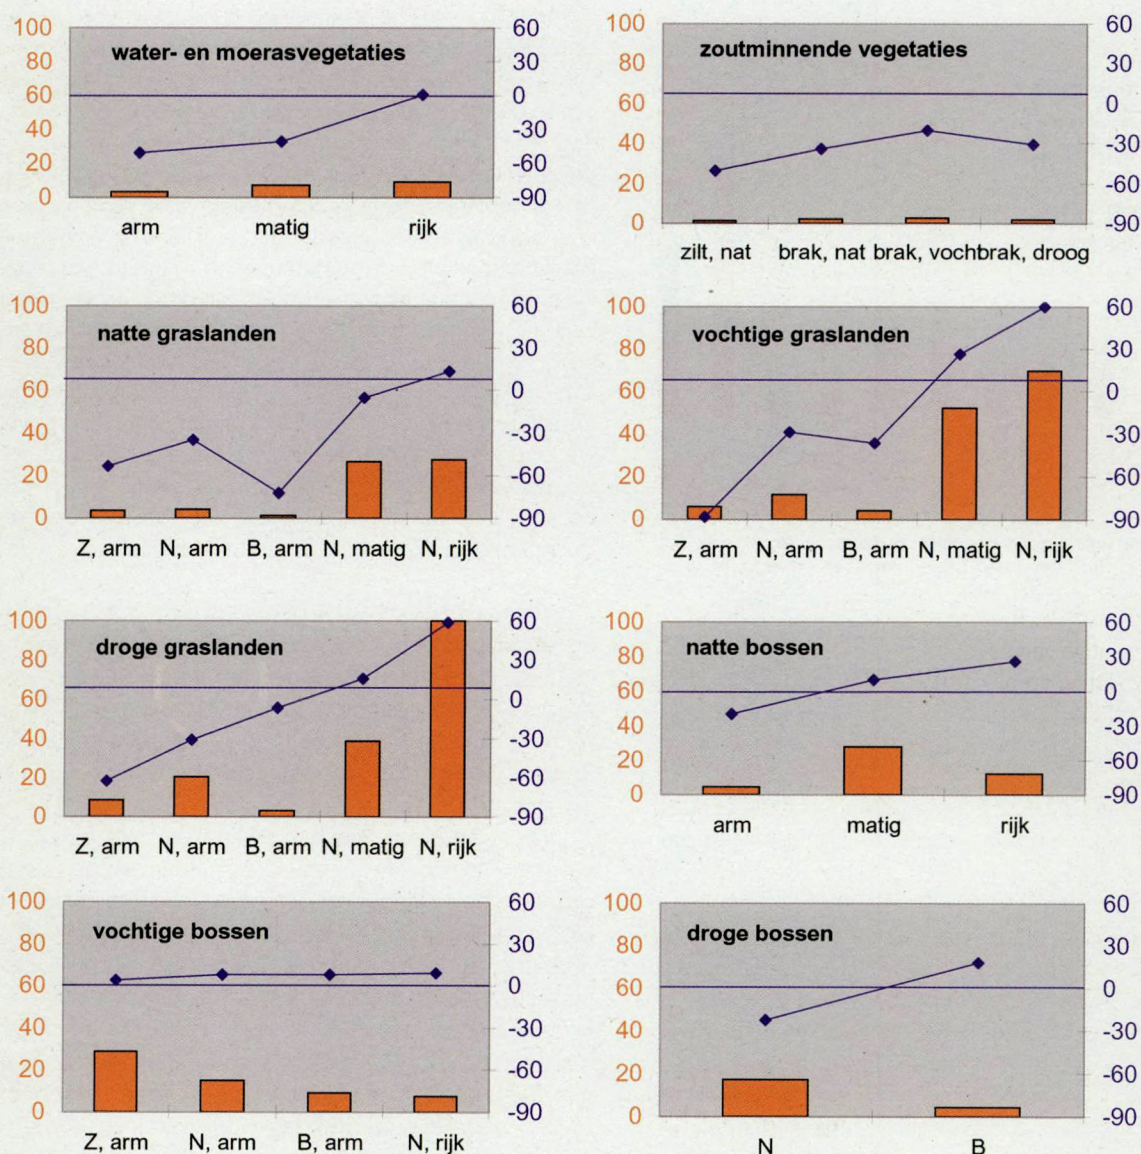 water- en moerasvegetaties
100 80 60 40 20 0
60 30 0 -30 -60 -90
arm matig rijk
zoutminnende vegetaties
100 80 60 40 20 0
60 30 0 -30 -60 -90
zilt, nat brak, nat brak, vochtbrak, droog
natte graslanden
100 80 60 40 20 0
60 30 0 -30 -60 -90
Z, arm N, arm B, arm N, matig N, rijk
vochtige graslanden
100 80 60 40 20 0
60 30 0 -30 -60 -90
Z, arm N, arm B, arm N, matig N, rijk
droge graslanden
100 80 60 40 20 0
60 30 0 -30 -60 -90
Z, arm N, arm B, arm N, matig N, rijk
natte bossen
100 80 60 40 20 0
60 30 0 -30 -60 -90
arm matig rijk
vochtige bossen
100 80 60 40 20 0
60 30 0 -30 -60 -90
Z, arm N, arm B, arm N, rijk
droge bossen
100 80 60 40 20 0
60 30 0 -30 -60 -90
N B